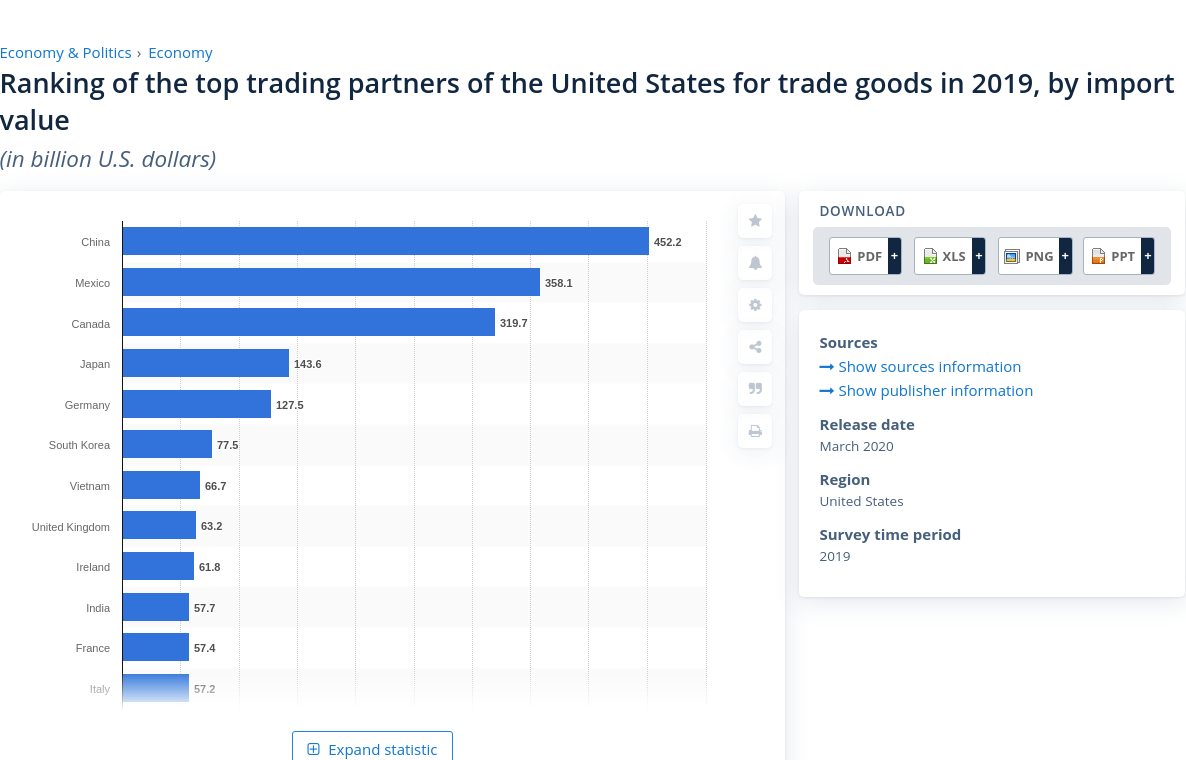 Economy & Politics › Economy
Ranking of the top trading partners of the United States for trade goods in 2019, by import
value
(in billion U.S. dollars)
China 452.2
Mexico 358.1
Canada 319.7
Japan 143.6
Germany 127.5
South Korea 77.5
Vietnam 66.7
United Kingdom 63.2
Ireland 61.8
India 57.7
France 57.4
Italy 57.2
Expand statistic
DOWNLOAD
PDF + XLS + PNG + PPT +
Sources
Show sources information
Show publisher information
Release date
March 2020
Region
United States
Survey time period
2019